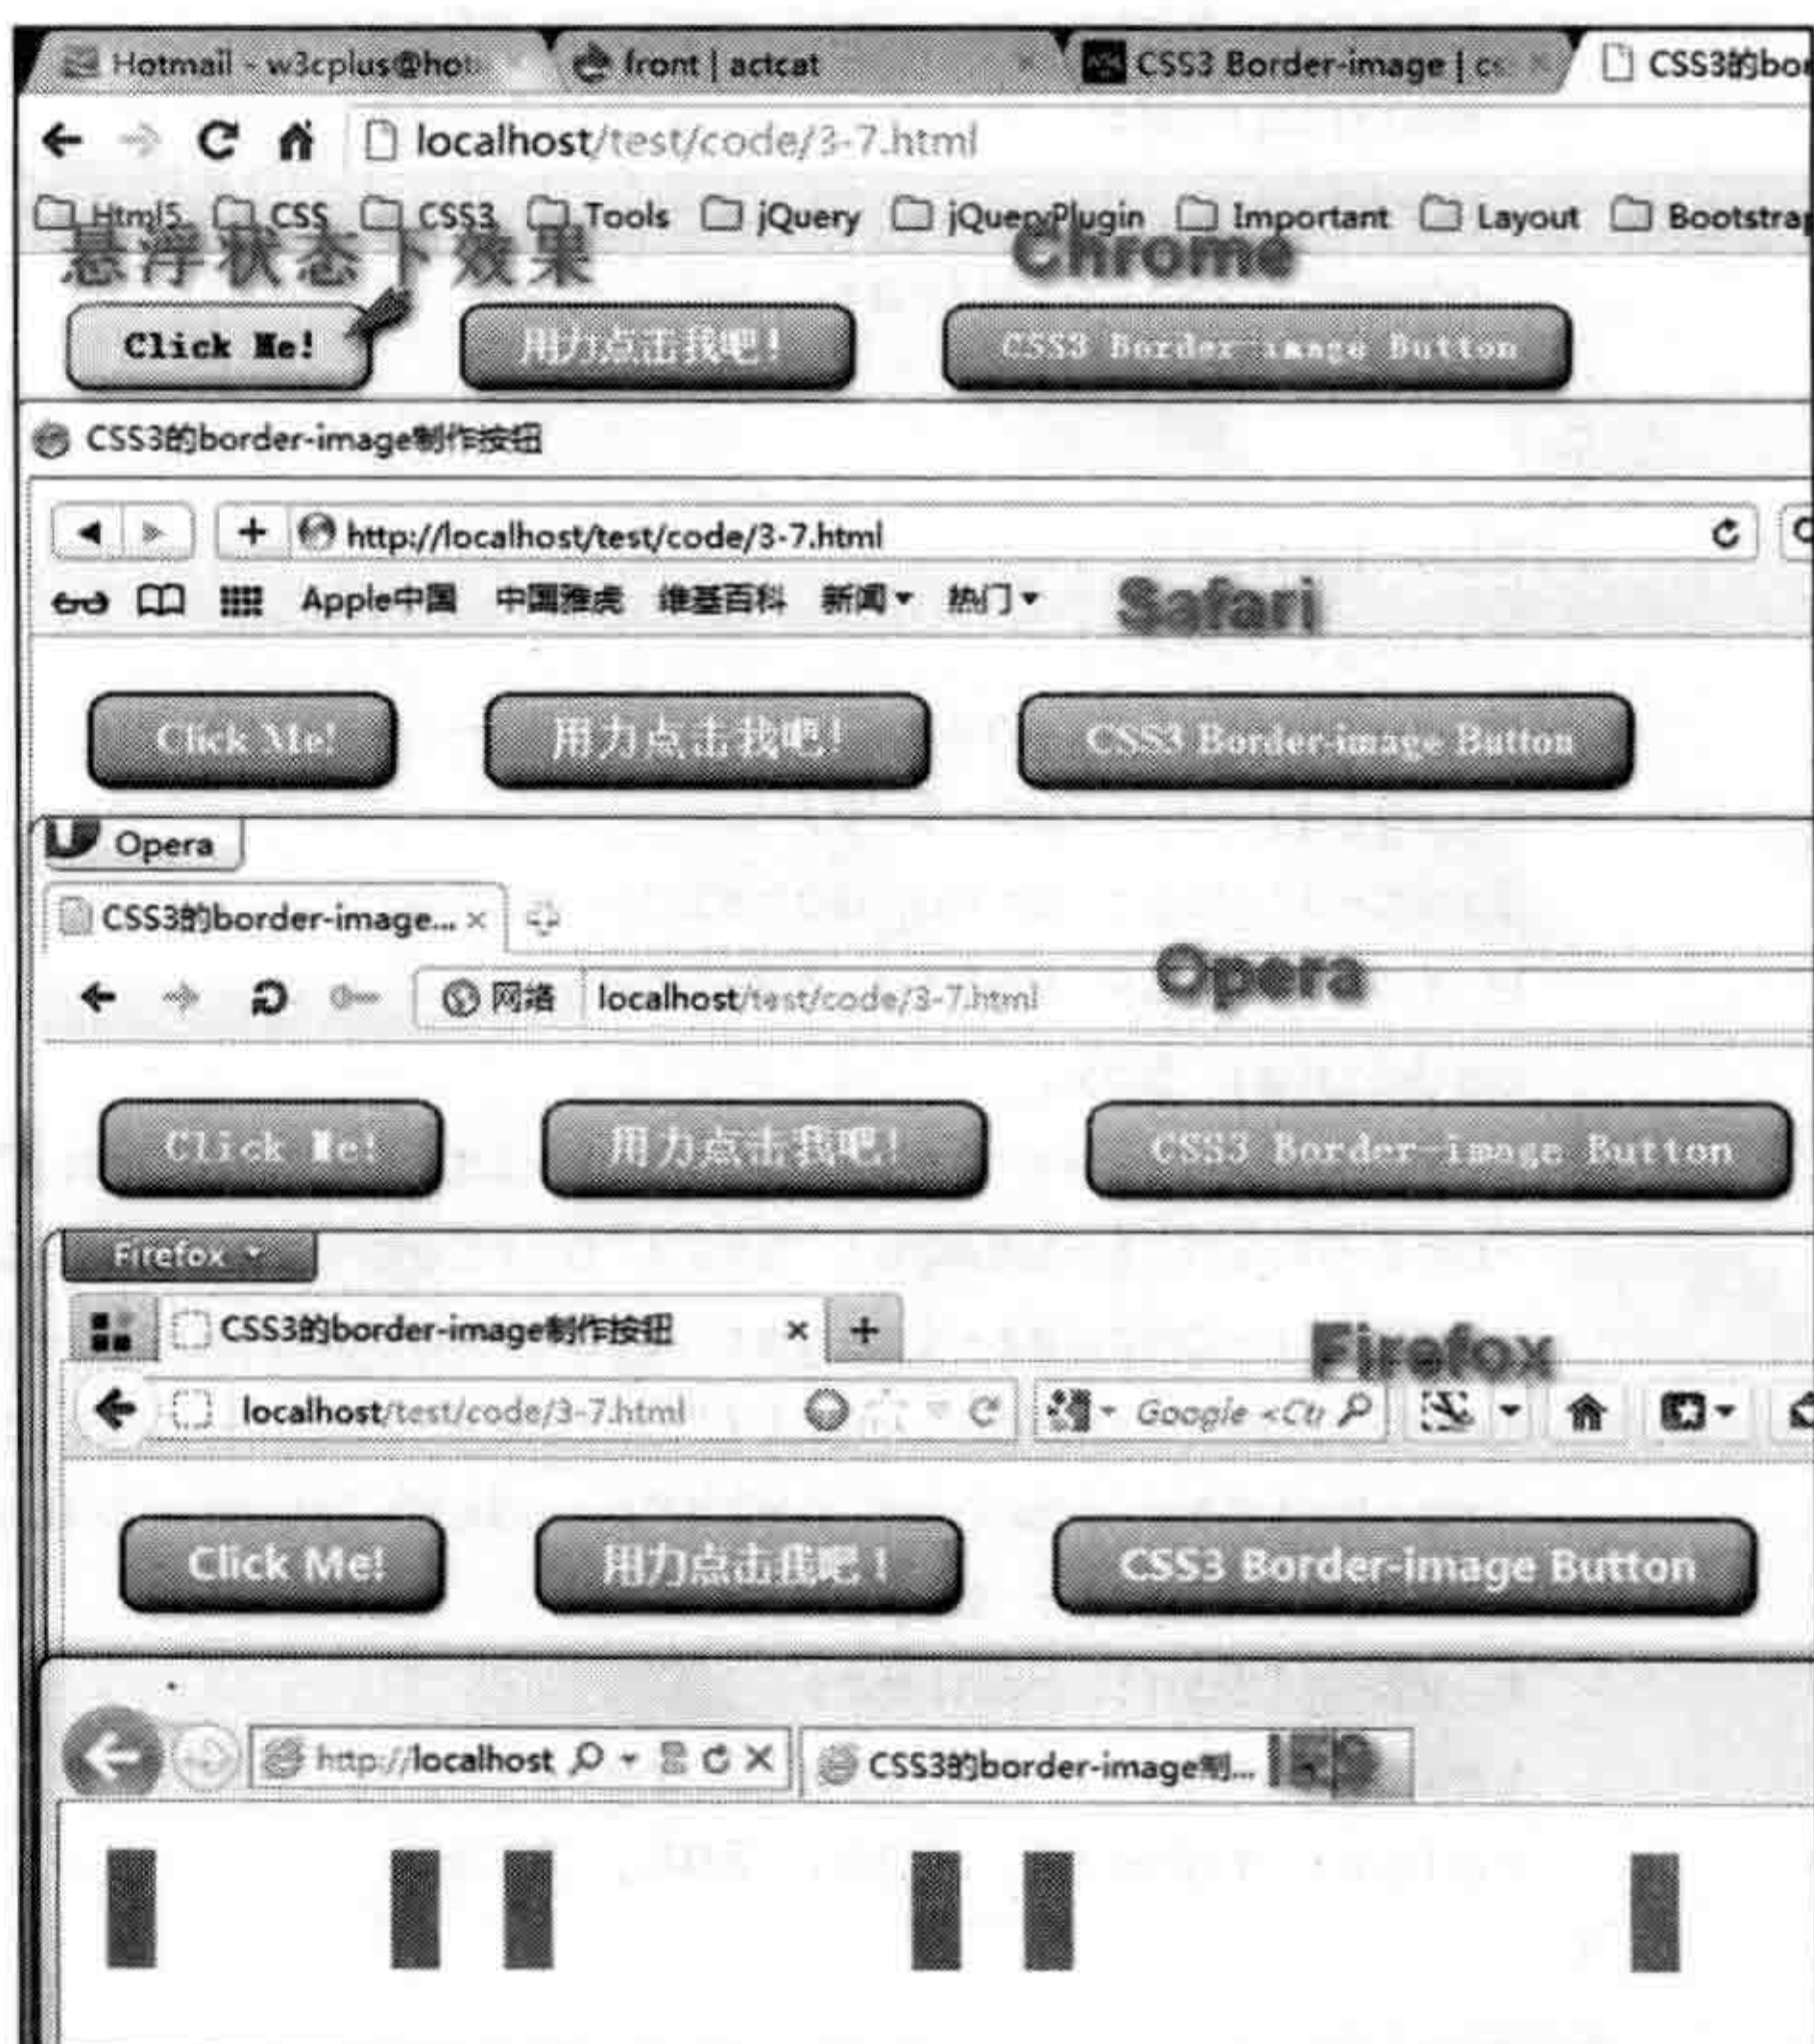 Hotmail - w3cplus@hot
front | actcat
CSS3 Border-image | cs
CSS3的bor
localhost/test/code/3-7.html
Html5 CSS CSS3 Tools jQuery jQueryPlugin Important Layout Bootstrap
悬浮状态下效果
Chrome
Click Me! 用力点击我吧! CSS3 Border-image Button
CSS3的border-image制作按钮
http://localhost/test/code/3-7.html
Apple中国 中国雅虎 维基百科 新闻 热门
Safari
Click Me! 用力点击我吧! CSS3 Border-image Button
Opera
CSS3的border-image...
Opera
网络 localhost/test/code/3-7.html
Click Me! 用力点击我吧! CSS3 Border-image Button
Firefox
CSS3的border-image制作按钮
Firefox
localhost/test/code/3-7.html Google <Ct
Click Me! 用力点击我吧! CSS3 Border-image Button
http://localhost CSS3的border-image制... IE9